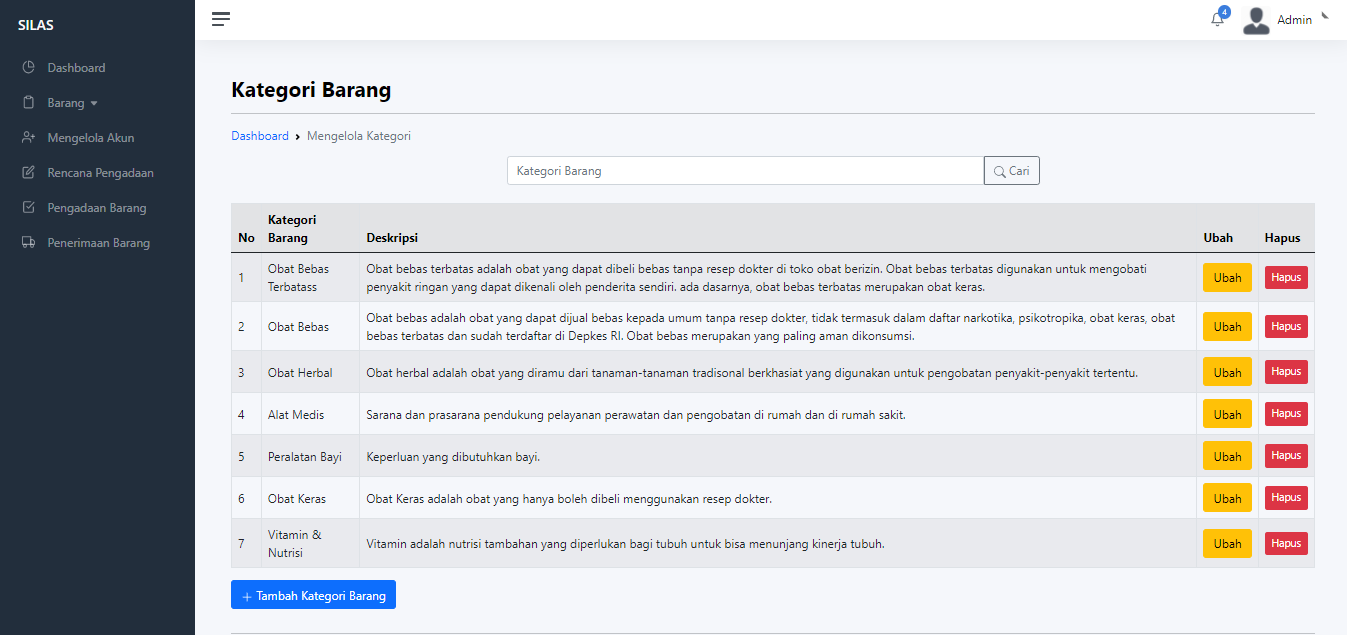 SILAS
4
Admin
Dashboard
Barang
Mengelola Akun
Rencana Pengadaan
Pengadaan Barang
Penerimaan Barang
Kategori Barang
Dashboard › Mengelola Kategori
Kategori Barang
Cari
No Kategori Barang Deskripsi Ubah Hapus
1 Obat Bebas Terbatass Obat bebas terbatas adalah obat yang dapat dibeli bebas tanpa resep dokter di toko obat berizin. Obat bebas terbatas digunakan untuk mengobati
penyakit ringan yang dapat dikenali oleh penderita sendiri. ada dasarnya, obat bebas terbatas merupakan obat keras. Ubah Hapus
2 Obat Bebas Obat bebas adalah obat yang dapat dijual bebas kepada umum tanpa resep dokter, tidak termasuk dalam daftar narkotika, psikotropika, obat keras, obat
bebas terbatas dan sudah terdaftar di Depkes RI. Obat bebas merupakan yang paling aman dikonsumsi. Ubah Hapus
3 Obat Herbal Obat herbal adalah obat yang diramu dari tanaman-tanaman tradisonal berkhasiat yang digunakan untuk pengobatan penyakit-penyakit tertentu. Ubah Hapus
4 Alat Medis Sarana dan prasarana pendukung pelayanan perawatan dan pengobatan di rumah dan di rumah sakit. Ubah Hapus
5 Peralatan Bayi Keperluan yang dibutuhkan bayi. Ubah Hapus
6 Obat Keras Obat Keras adalah obat yang hanya boleh dibeli menggunakan resep dokter. Ubah Hapus
7 Vitamin & Nutrisi Vitamin adalah nutrisi tambahan yang diperlukan bagi tubuh untuk bisa menunjang kinerja tubuh. Ubah Hapus
+ Tambah Kategori Barang